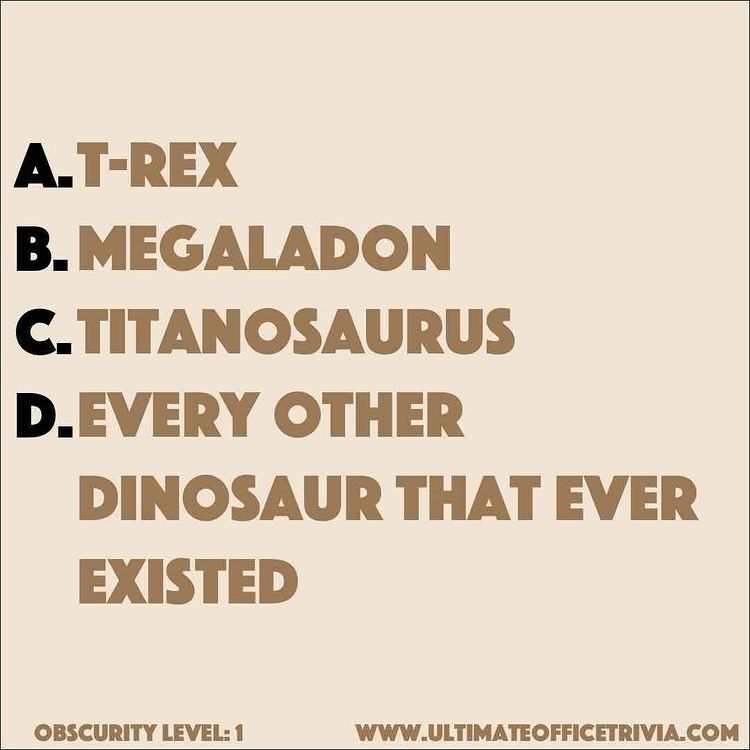 A. T-REX
B. MEGALADON
C. TITANOSAURUS
D. EVERY OTHER
DINOSAUR THAT EVER
EXISTED
OBSCURITY LEVEL: 1
WWW.ULTIMATEOFFICETRIVIA.COM